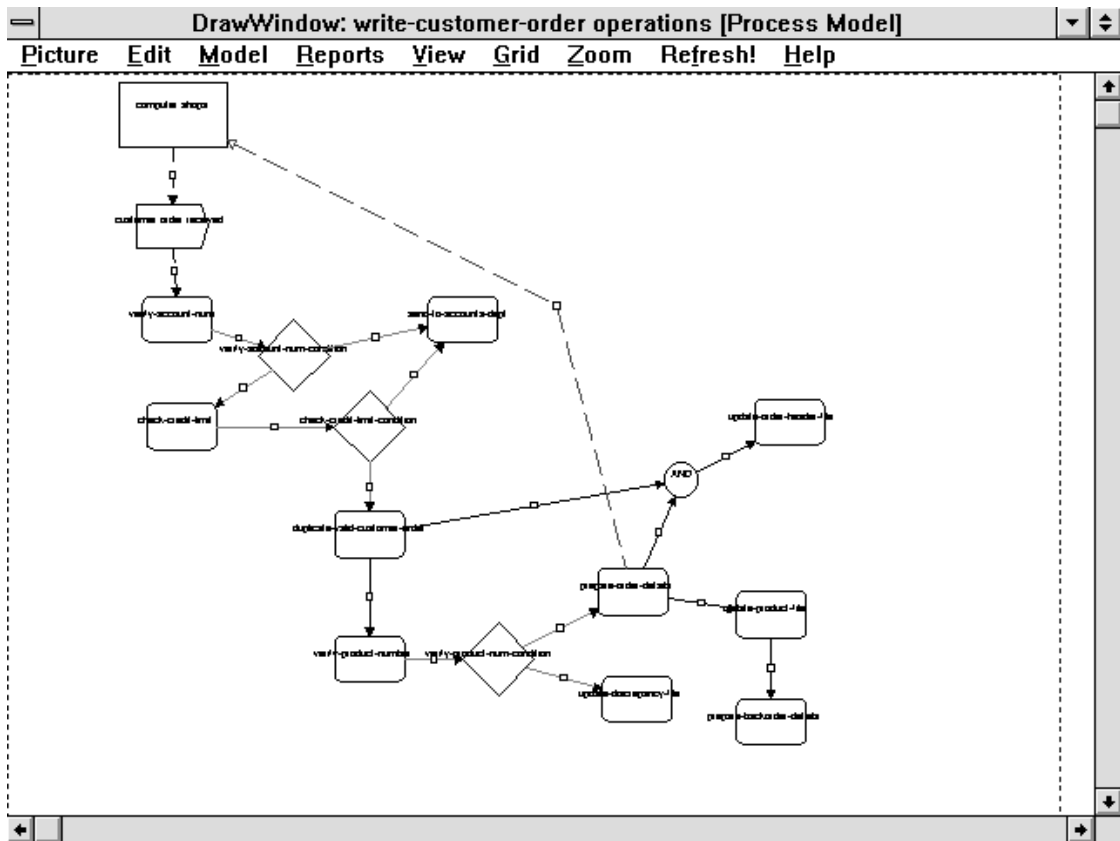 DrawWindow: write-customer-order operations [Process Model]
Picture Edit Model Reports View Grid Zoom Refresh! Help
computer shops
customer order received
verify-account-num
send-to-accounts-dept
verify-account-num-condition
check-credit-limit
check-credit-limit-condition
update-order-header-file
AND
duplicate-valid-customer-order
prepare-order-details
update-product-file
verify-product-number
verify-product-num-condition
update-discrepancy-file
prepare-backorder-details